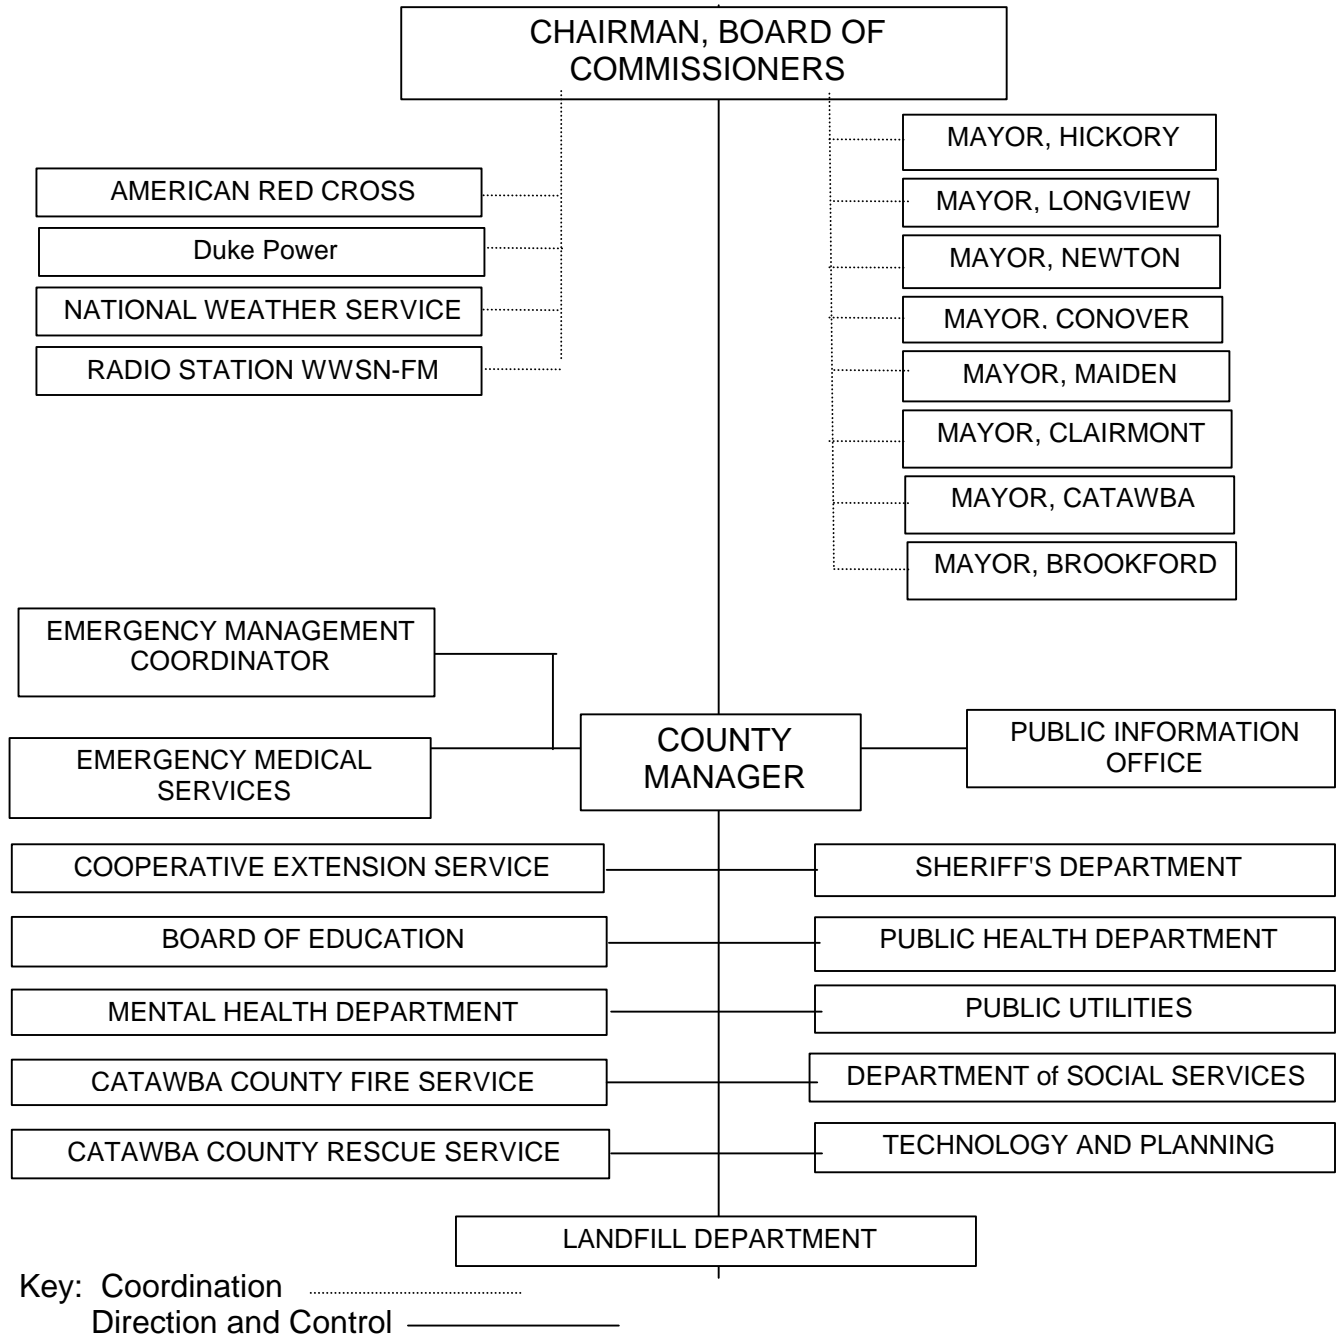 CHAIRMAN, BOARD OF
COMMISSIONERS
MAYOR, HICKORY
AMERICAN RED CROSS
MAYOR, LONGVIEW
Duke Power
MAYOR, NEWTON
NATIONAL WEATHER SERVICE
MAYOR, CONOVER
RADIO STATION WWSN-FM
MAYOR, MAIDEN
MAYOR, CLAIRMONT
MAYOR, CATAWBA
MAYOR, BROOKFORD
EMERGENCY MANAGEMENT
COORDINATOR
EMERGENCY MEDICAL
SERVICES
COUNTY
MANAGER
PUBLIC INFORMATION
OFFICE
COOPERATIVE EXTENSION SERVICE
SHERIFF'S DEPARTMENT
BOARD OF EDUCATION
PUBLIC HEALTH DEPARTMENT
MENTAL HEALTH DEPARTMENT
PUBLIC UTILITIES
CATAWBA COUNTY FIRE SERVICE
DEPARTMENT of SOCIAL SERVICES
CATAWBA COUNTY RESCUE SERVICE
TECHNOLOGY AND PLANNING
LANDFILL DEPARTMENT
Key: Coordination
Direction and Control